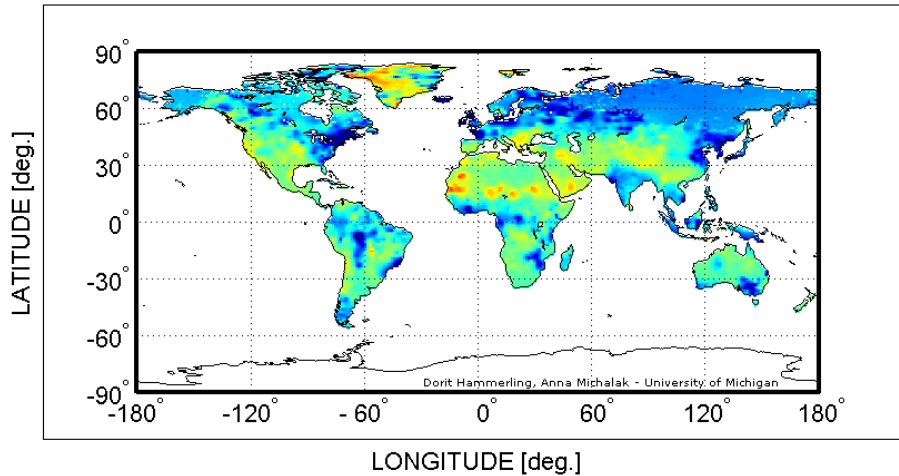 LATITUDE [deg.]
90°
60°
30°
0°
-30°
-60°
-90°
Dorit Hammerling, Anna Michalak - University of Michigan
-180° -120° - 60° 0° 60° 120° 180°
LONGITUDE [deg.]